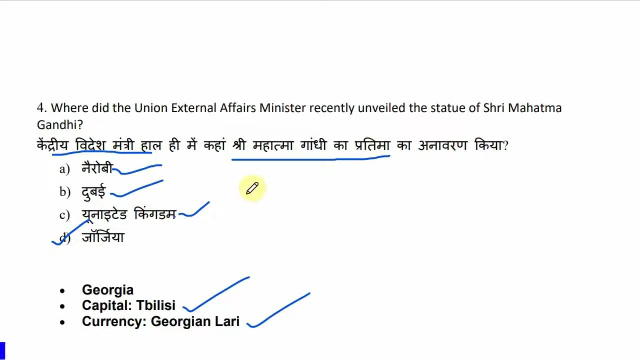 4. Where did the Union External Affairs Minister recently unveiled the statue of Shri Mahatma
Gandhi?
केंद्रीय विदेश मंत्री हाल ही में कहां श्री महात्मा गांधी का प्रतिमा का अनावरण किया?
a) नैरोबी
b) दुबई
c) यूनाइटेड किंगडम
d) जॉर्जिया
• Georgia
• Capital: Tbilisi
• Currency: Georgian Lari